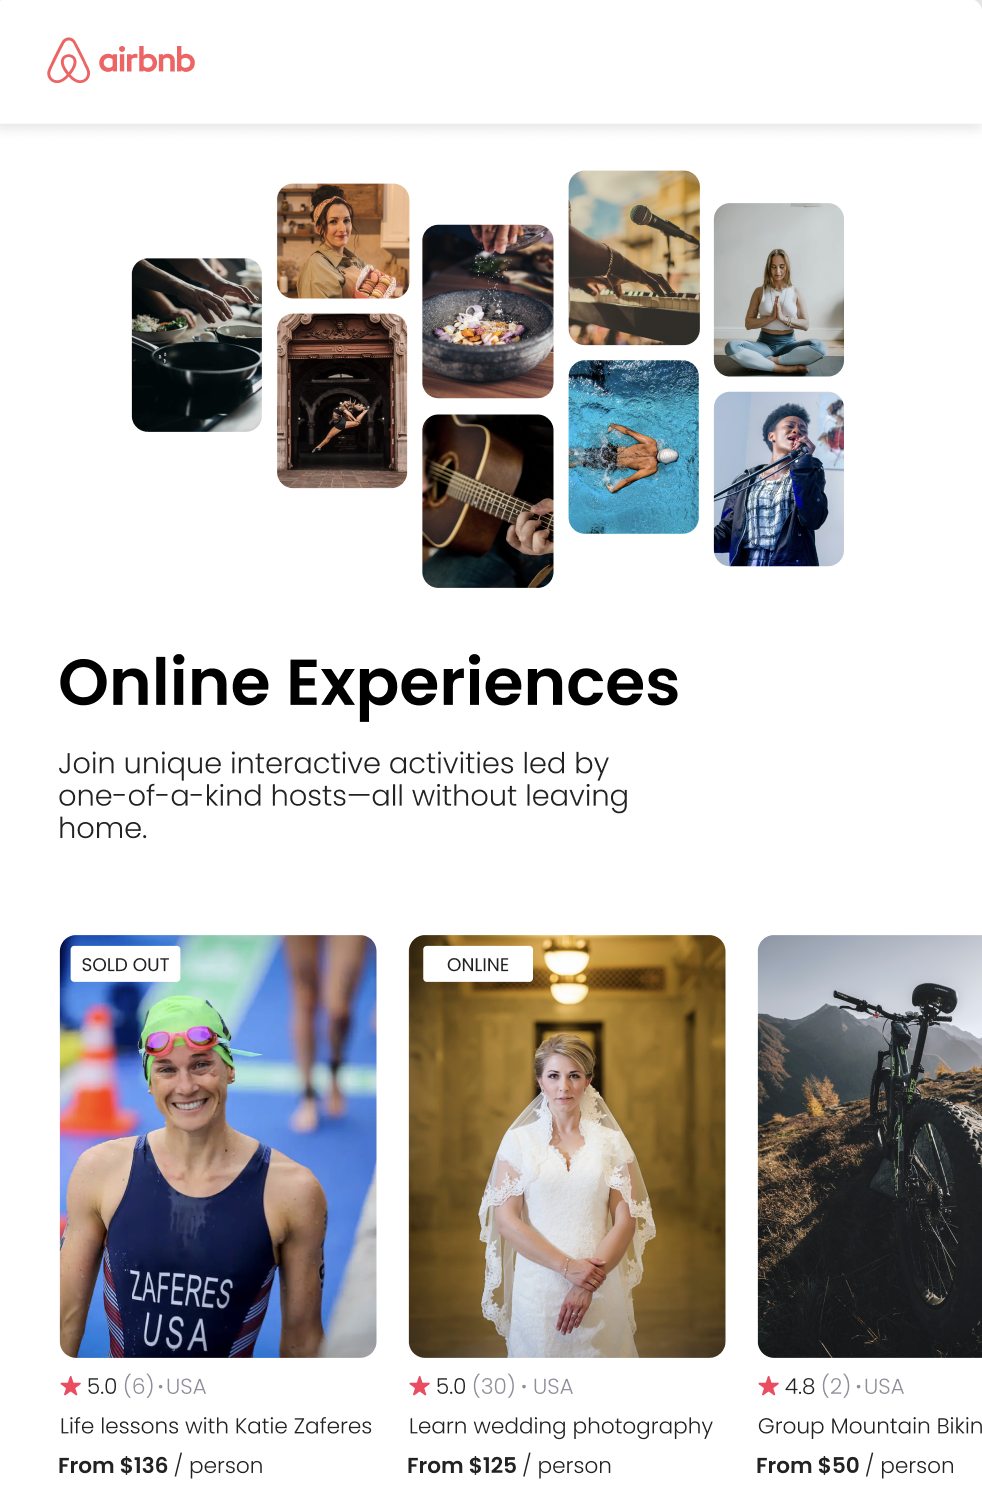 airbnb
Online Experiences
Join unique interactive activities led by
one-of-a-kind hosts—all without leaving
home.
SOLD OUT
ZAFERES
USA
★ 5.0 (6) · USA
Life lessons with Katie Zaferes
From $136 / person
ONLINE
★ 5.0 (30) · USA
Learn wedding photography
From $125 / person
★ 4.8 (2) · USA
Group Mountain Bikin
From $50 / person